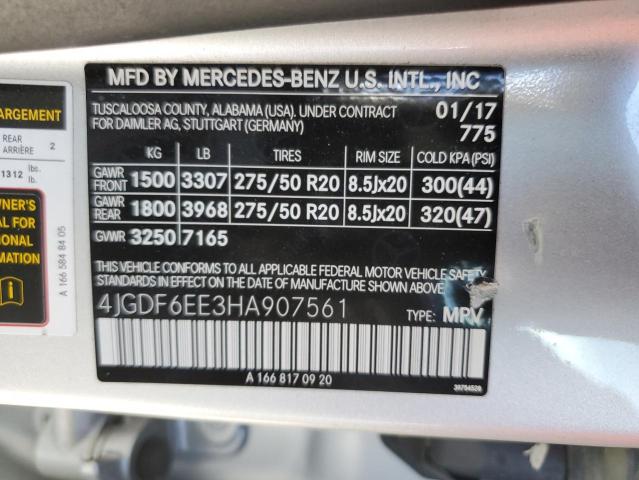 ARGEMENT
REAR 2
ARRIÈRE
1312 lbs.
lb.
WNER'S
AL FOR
ONAL
MATION
A 166 584 84 05
MFD BY MERCEDES-BENZ U.S. INTL., INC
TUSCALOOSA COUNTY, ALABAMA (USA). UNDER CONTRACT 01/17
FOR DAIMLER AG, STUTTGART (GERMANY) 775
KG LB TIRES RIM SIZE COLD KPA (PSI)
GAWR FRONT 1500 3307 275/50 R20 8.5Jx20 300(44)
GAWR REAR 1800 3968 275/50 R20 8.5Jx20 320(47)
GVWR 3250 7165
THIS VEHICLE CONFORMS TO ALL APPLICABLE FEDERAL MOTOR VEHICLE SAFETY
STANDARDS IN EFFECT ON THE DATE OF MANUFACTURE SHOWN ABOVE.
4JGDF6EE3HA907561 TYPE: MPV
A 166 817 09 20